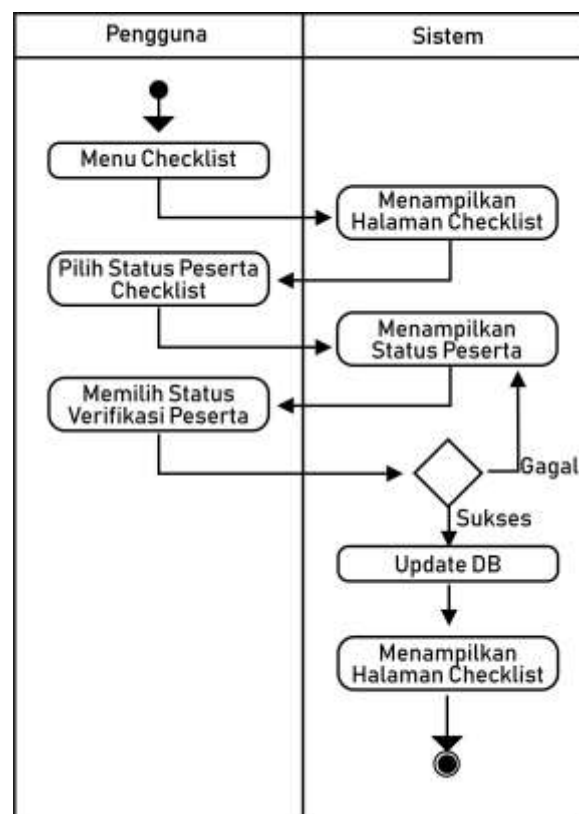 Pengguna
Sistem
Menu Checklist
Menampilkan
Halaman Checklist
Pilih Status Peserta
Checklist
Menampilkan
Status Peserta
Memilih Status
Verifikasi Peserta
Gagal
Sukses
Update DB
Menampilkan
Halaman Checklist